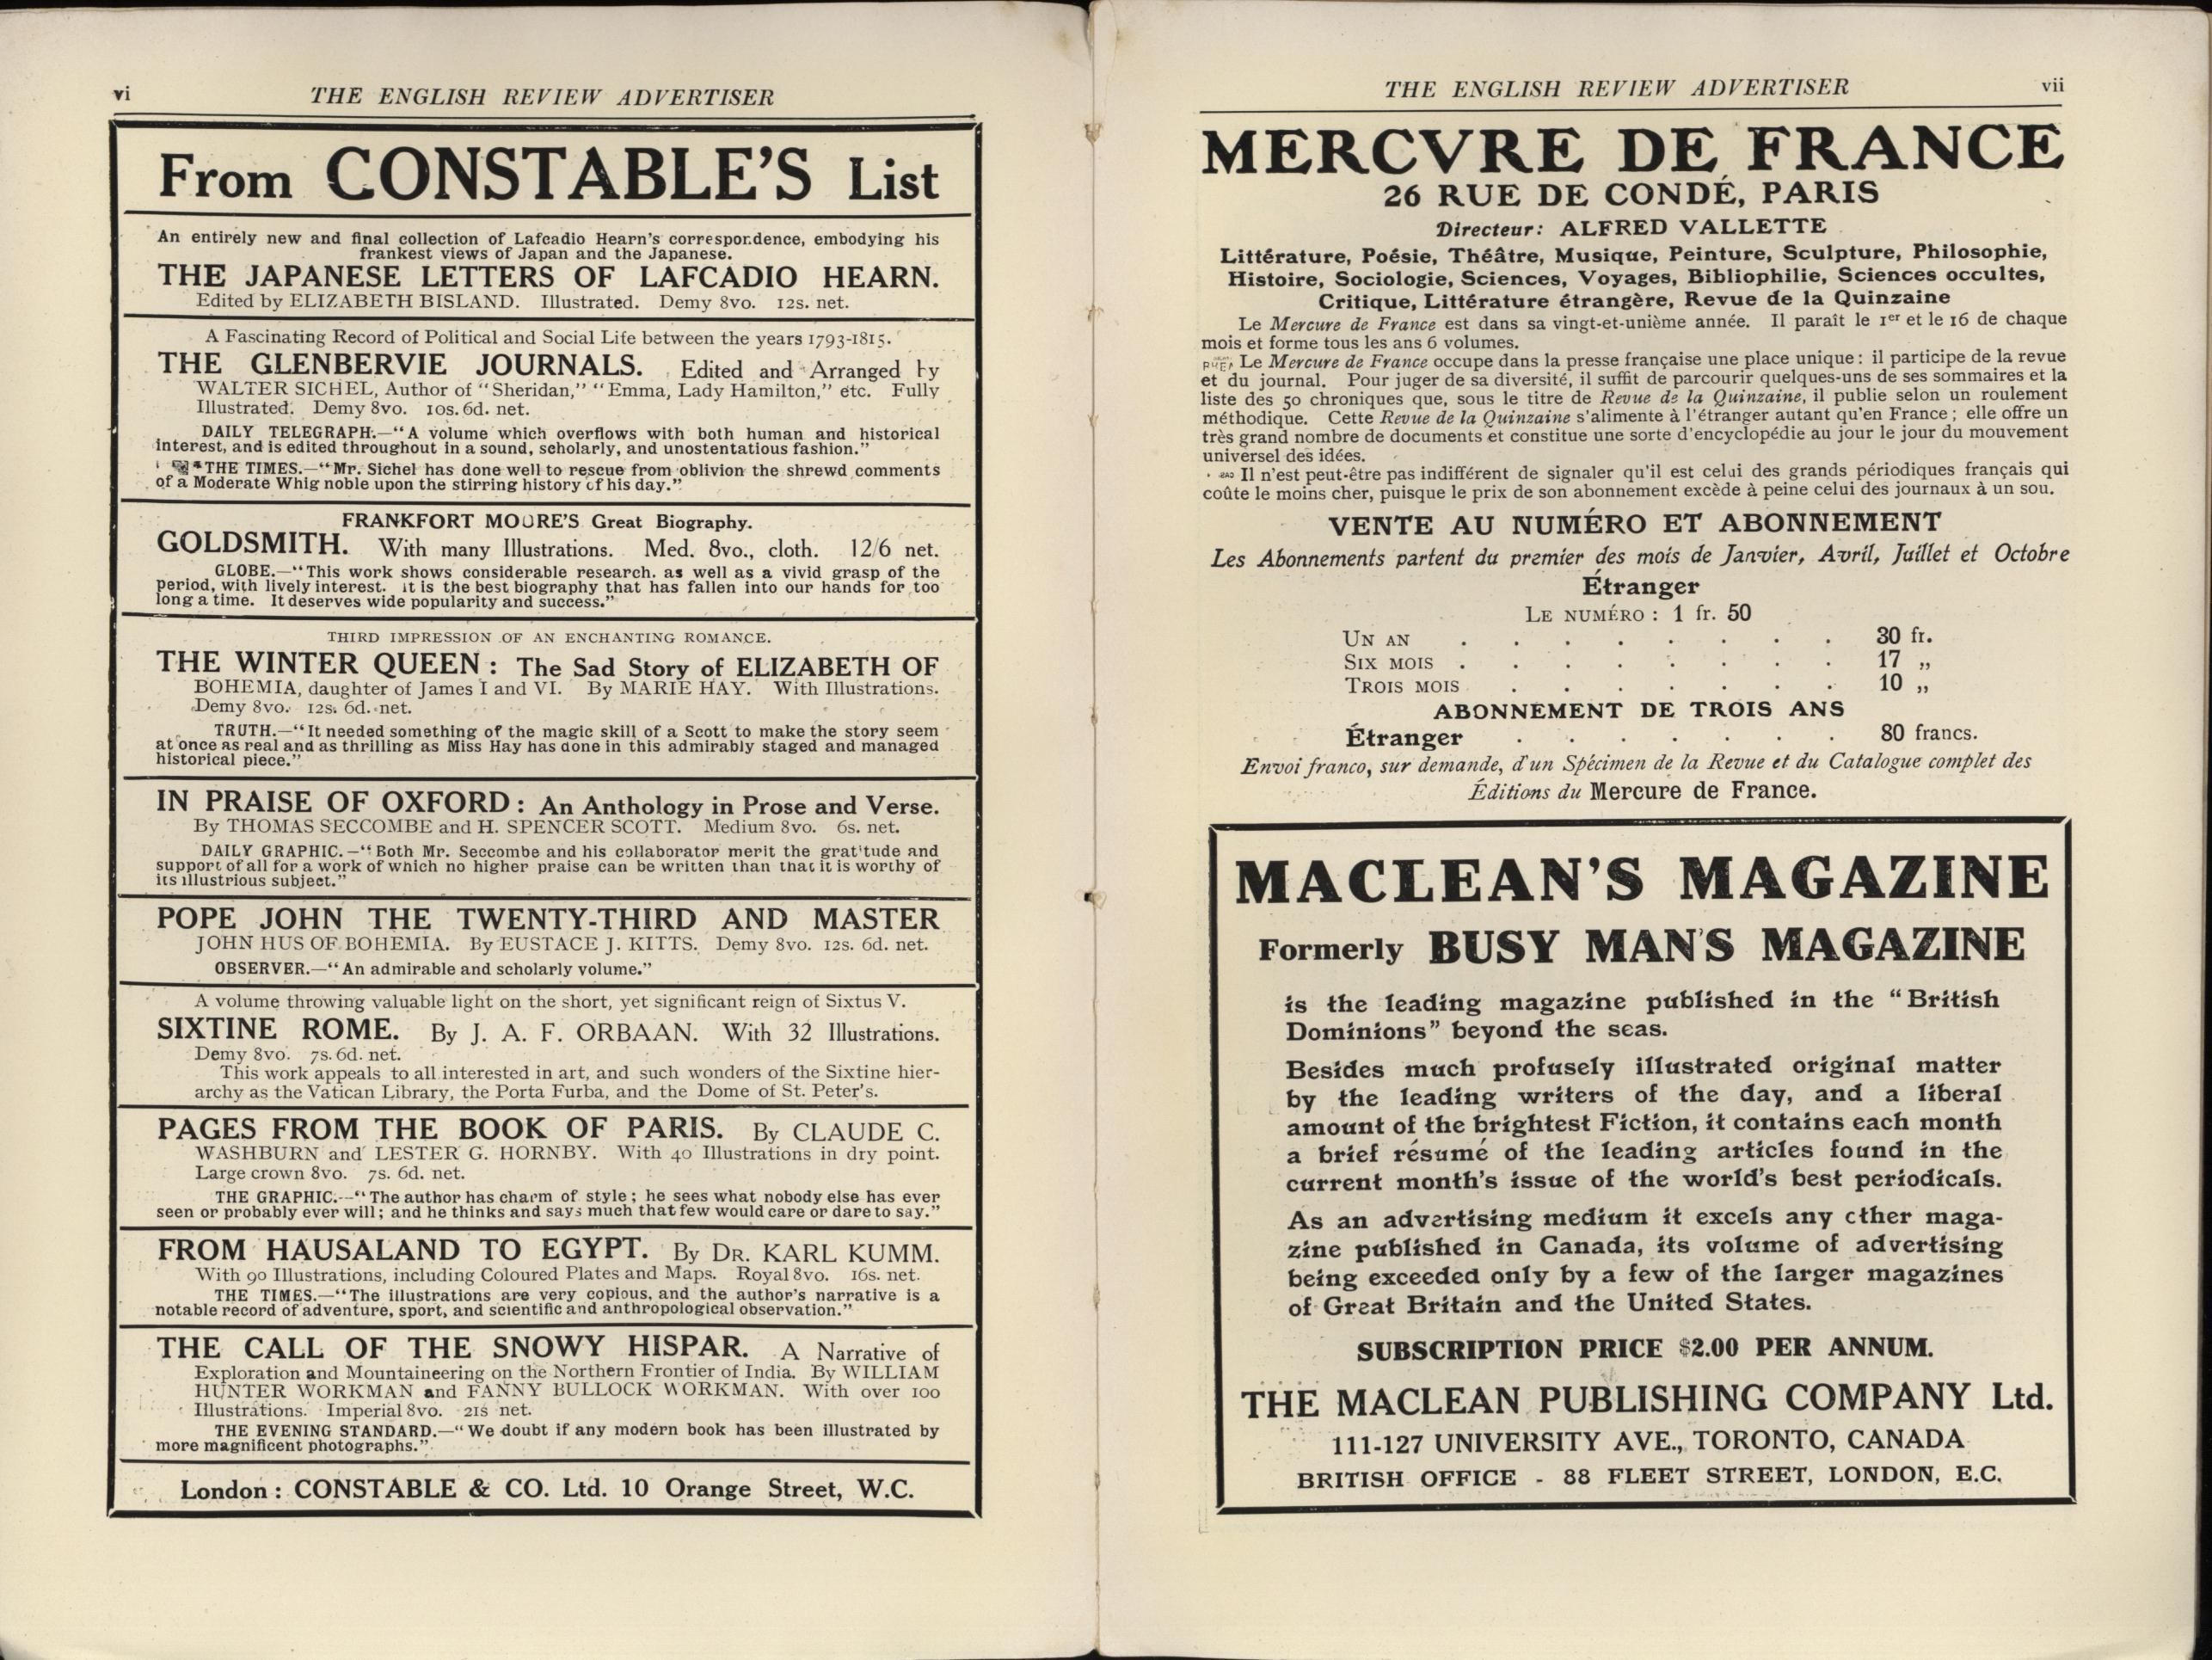 vi THE ENGLISH REVIEW ADVERTISER
From CONSTABLE'S List
An entirely new and final collection of Lafcadio Hearn's correspondence, embodying his
frankest views of Japan and the Japanese.
THE JAPANESE LETTERS OF LAFCADIO HEARN.
Edited by ELIZABETH BISLAND. Illustrated. Demy 8vo. 12s. net.
A Fascinating Record of Political and Social Life between the years 1793-1815.
THE GLENBERVIE JOURNALS. Edited and Arranged by
WALTER SICHEL, Author of "Sheridan," "Emma, Lady Hamilton," etc. Fully
Illustrated. Demy 8vo. 10s. 6d. net.
DAILY TELEGRAPH.—"A volume which overflows with both human and historical
interest, and is edited throughout in a sound, scholarly, and unostentatious fashion."
THE TIMES.—"Mr. Sichel has done well to rescue from oblivion the shrewd comments
of a Moderate Whig noble upon the stirring history of his day."
FRANKFORT MOORE'S Great Biography.
GOLDSMITH. With many Illustrations. Med. 8vo., cloth. 12/6 net.
GLOBE.—"This work shows considerable research. as well as a vivid grasp of the
period, with lively interest. it is the best biography that has fallen into our hands for too
long a time. It deserves wide popularity and success."
THIRD IMPRESSION OF AN ENCHANTING ROMANCE.
THE WINTER QUEEN: The Sad Story of ELIZABETH OF
BOHEMIA, daughter of James I and VI. By MARIE HAY. With Illustrations.
Demy 8vo. 12s. 6d. net.
TRUTH.—"It needed something of the magic skill of a Scott to make the story seem
at once as real and as thrilling as Miss Hay has done in this admirably staged and managed
historical piece."
IN PRAISE OF OXFORD: An Anthology in Prose and Verse.
By THOMAS SECCOMBE and H. SPENCER SCOTT. Medium 8vo. 6s. net.
DAILY GRAPHIC.—"Both Mr. Seccombe and his collaborator merit the gratitude and
support of all for a work of which no higher praise can be written than that it is worthy of
its illustrious subject."
POPE JOHN THE TWENTY-THIRD AND MASTER
JOHN HUS OF BOHEMIA. By EUSTACE J. KITTS. Demy 8vo. 12s. 6d. net.
OBSERVER.—"An admirable and scholarly volume."
A volume throwing valuable light on the short, yet significant reign of Sixtus V.
SIXTINE ROME. By J. A. F. ORBAAN. With 32 Illustrations.
Demy 8vo. 7s. 6d. net.
This work appeals to all interested in art, and such wonders of the Sixtine hier-
archy as the Vatican Library, the Porta Furba, and the Dome of St. Peter's.
PAGES FROM THE BOOK OF PARIS. By CLAUDE C.
WASHBURN and LESTER G. HORNBY. With 40 Illustrations in dry point.
Large crown 8vo. 7s. 6d. net.
THE GRAPHIC.—"The author has charm of style; he sees what nobody else has ever
seen or probably ever will; and he thinks and says much that few would care or dare to say."
FROM HAUSALAND TO EGYPT. By DR. KARL KUMM.
With 90 Illustrations, including Coloured Plates and Maps. Royal 8vo. 16s. net.
THE TIMES.—"The illustrations are very copious, and the author's narrative is a
notable record of adventure, sport, and scientific and anthropological observation."
THE CALL OF THE SNOWY HISPAR. A Narrative of
Exploration and Mountaineering on the Northern Frontier of India. By WILLIAM
HUNTER WORKMAN and FANNY BULLOCK WORKMAN. With over 100
Illustrations. Imperial 8vo. 21s net.
THE EVENING STANDARD.—"We doubt if any modern book has been illustrated by
more magnificent photographs."
London: CONSTABLE & CO. Ltd. 10 Orange Street, W.C.
THE ENGLISH REVIEW ADVERTISER vii
MERCVRE DE FRANCE
26 RUE DE CONDÉ, PARIS
Directeur: ALFRED VALLETTE
Littérature, Poésie, Théâtre, Musique, Peinture, Sculpture, Philosophie,
Histoire, Sociologie, Sciences, Voyages, Bibliophilie, Sciences occultes,
Critique, Littérature étrangère, Revue de la Quinzaine
Le Mercure de France est dans sa vingt-et-unième année. Il paraît le 1er et le 16 de chaque
mois et forme tous les ans 6 volumes.
Le Mercure de France occupe dans la presse française une place unique: il participe de la revue
et du journal. Pour juger de sa diversité, il suffit de parcourir quelques-uns de ses sommaires et la
liste des 50 chroniques que, sous le titre de Revue de la Quinzaine, il publie selon un roulement
méthodique. Cette Revue de la Quinzaine s'alimente à l'étranger autant qu'en France; elle offre un
très grand nombre de documents et constitue une sorte d'encyclopédie au jour le jour du mouvement
universel des idées.
Il n'est peut-être pas indifférent de signaler qu'il est celui des grands périodiques français qui
coûte le moins cher, puisque le prix de son abonnement excède à peine celui des journaux à un sou.
VENTE AU NUMÉRO ET ABONNEMENT
Les Abonnements partent du premier des mois de Janvier, Avril, Juillet et Octobre
Étranger
LE NUMÉRO: 1 fr. 50
UN AN . . . . . . . . 30 fr.
SIX MOIS . . . . . . . . 17 „
TROIS MOIS . . . . . . . 10 „
ABONNEMENT DE TROIS ANS
Étranger . . . . . . . 80 francs.
Envoi franco, sur demande, d'un Spécimen de la Revue et du Catalogue complet des
Éditions du Mercure de France.
MACLEAN'S MAGAZINE
Formerly BUSY MAN'S MAGAZINE
is the leading magazine published in the "British
Dominions" beyond the seas.
Besides much profusely illustrated original matter
by the leading writers of the day, and a liberal
amount of the brightest Fiction, it contains each month
a brief résumé of the leading articles found in the
current month's issue of the world's best periodicals.
As an advertising medium it excels any other maga-
zine published in Canada, its volume of advertising
being exceeded only by a few of the larger magazines
of Great Britain and the United States.
SUBSCRIPTION PRICE $2.00 PER ANNUM.
THE MACLEAN PUBLISHING COMPANY Ltd.
111-127 UNIVERSITY AVE., TORONTO, CANADA
BRITISH OFFICE - 88 FLEET STREET, LONDON, E.C.